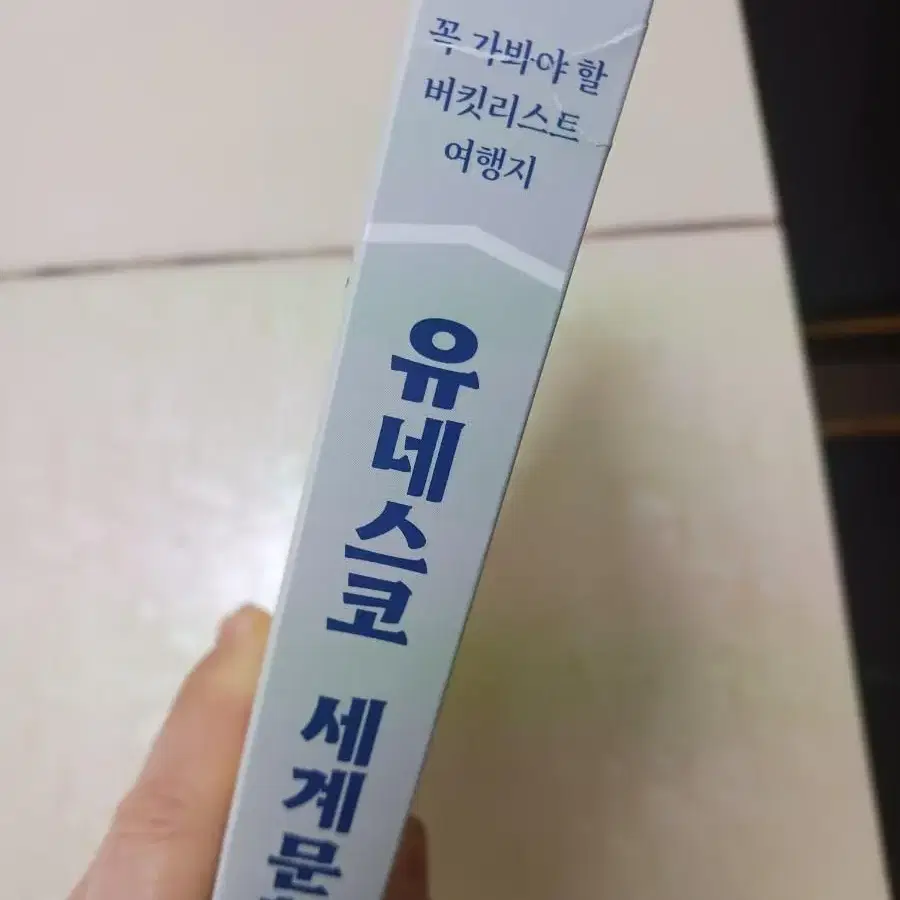 꼭 가봐야 할
버킷리스트
여행지
유네스코 세계문